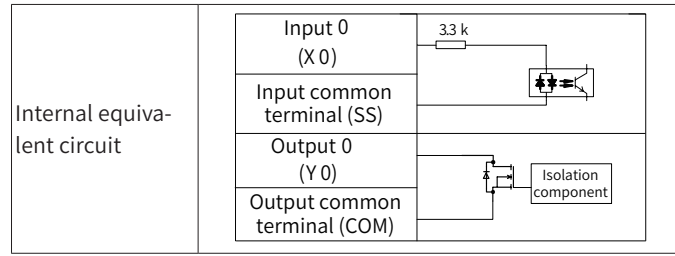 Internal equiva-
lent circuit
Input 0
(X 0)
3.3 k
Input common
terminal (SS)
Output 0
(Y 0)
Isolation
component
Output common
terminal (COM)